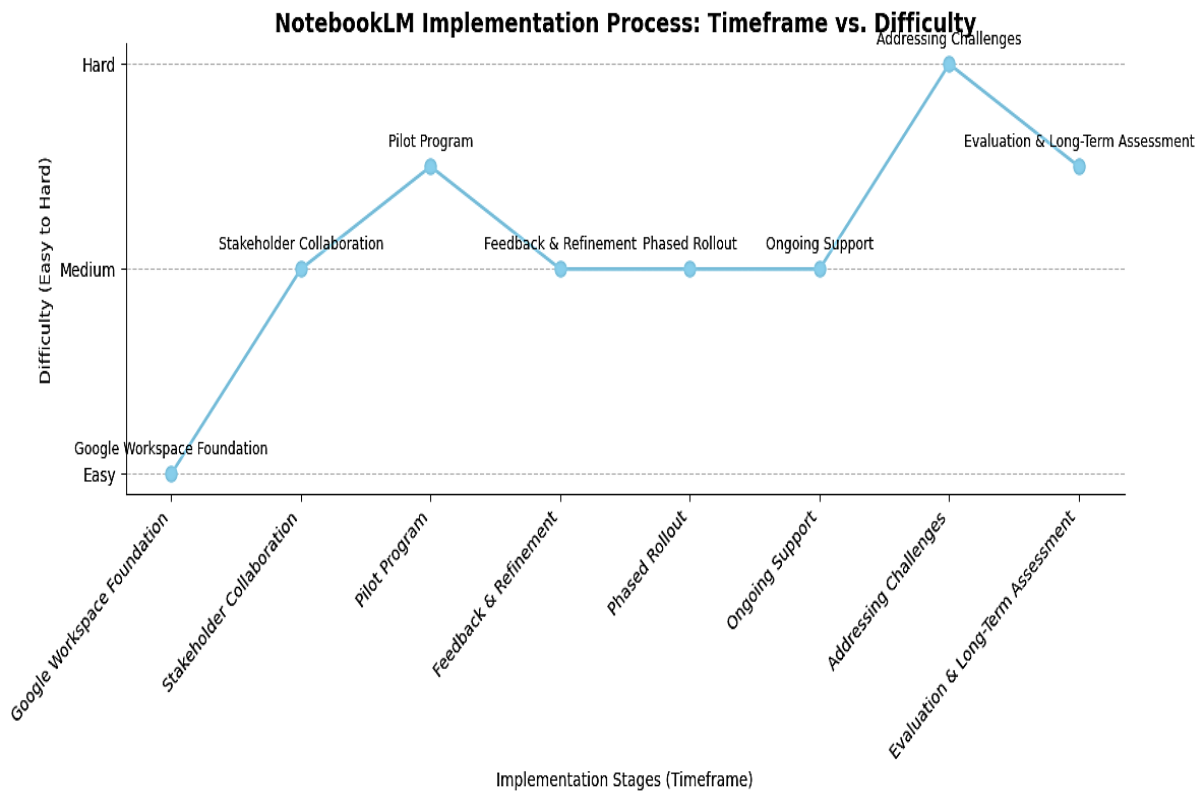 NotebookLM Implementation Process: Timeframe vs. Difficulty
Addressing Challenges
Hard
Pilot Program
Evaluation & Long-Term Assessment
Difficulty (Easy to Hard)
Stakeholder Collaboration
Feedback & Refinement
Phased Rollout
Ongoing Support
Medium
Google Workspace Foundation
Easy
Google Workspace Foundation
Stakeholder Collaboration
Pilot Program
Feedback & Refinement
Phased Rollout
Ongoing Support
Addressing Challenges
Evaluation & Long-Term Assessment
Implementation Stages (Timeframe)